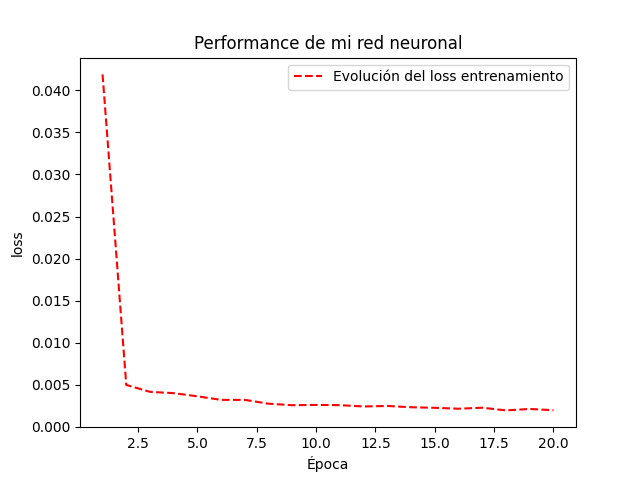 Performance de mi red neuronal
Evolución del loss entrenamiento
0.040
0.035
0.030
0.025
0.020
0.015
0.010
0.005
0.000
loss
2.5 5.0 7.5 10.0 12.5 15.0 17.5 20.0
Época